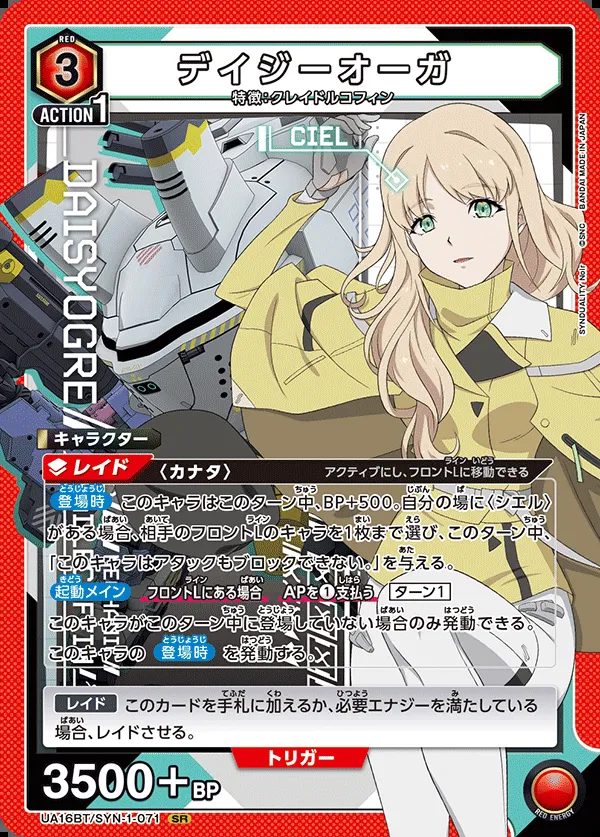 RED
3
ACTION 1
デイジーオーガ
特徴:クレイドルコフィン
CIEL
DAISYOGRE//
SYNDUALITY Noir ©SNC BANDAI MADE IN JAPAN
キャラクター
レイド 〈カナタ〉 アクティブにし、フロントLに移動できる
登場時 このキャラはこのターン中、BP+500。自分の場に〈シエル〉
がある場合、相手のフロントLのキャラを1枚まで選び、このターン中、
「このキャラはアタックもブロックできない。」を与える。
起動メイン フロントLにある場合 APを❶支払う ターン1
このキャラがこのターン中に登場していない場合のみ発動できる。
このキャラの 登場時 を発動する。
レイド このカードを手札に加えるか、必要エナジーを満たしている
場合、レイドさせる。
トリガー
3500+BP
RED ENERGY
UA16BT/SYN-1-071 SR